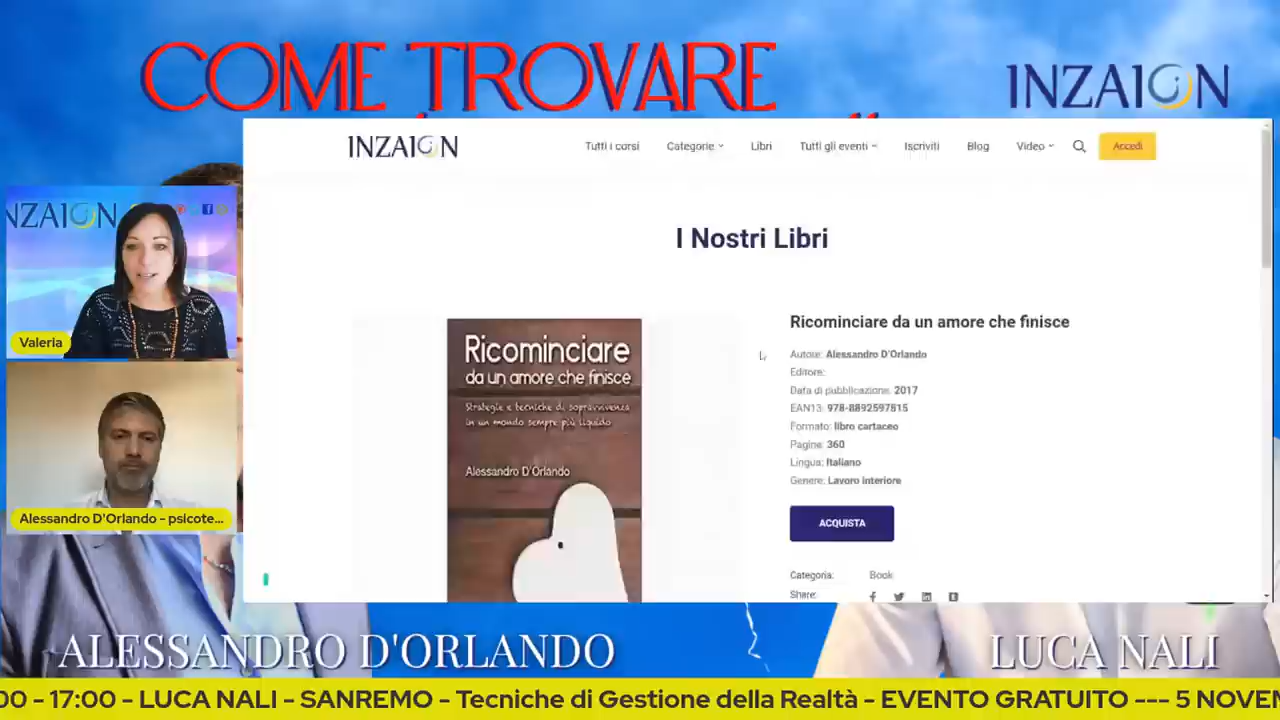 COME TROVARE
INZAION
INZAION
Tutti i corsi
Categorie
Libri
Tutti gli eventi
Iscriviti
Blog
Video
Accedi
I Nostri Libri
NZAION
Valeria
Alessandro D'Orlando - psicote...
Ricominciare
da un amore che finisce
Strategie e tecniche di sopravvivenza
in un mondo sempre più liquido
Alessandro D'Orlando
Ricominciare da un amore che finisce
Autore: Alessandro D'Orlando
Editore:
Data di pubblicazione: 2017
EAN13: 978-8892597815
Formato: libro cartaceo
Pagine: 360
Lingua: Italiano
Genere: Lavoro interiore
ACQUISTA
Categoria: Book
Share:
ALESSANDRO D'ORLANDO
LUCA NALI
00 - 17:00 - LUCA NALI - SANREMO - Tecniche di Gestione della Realtà - EVENTO GRATUITO --- 5 NOVEN